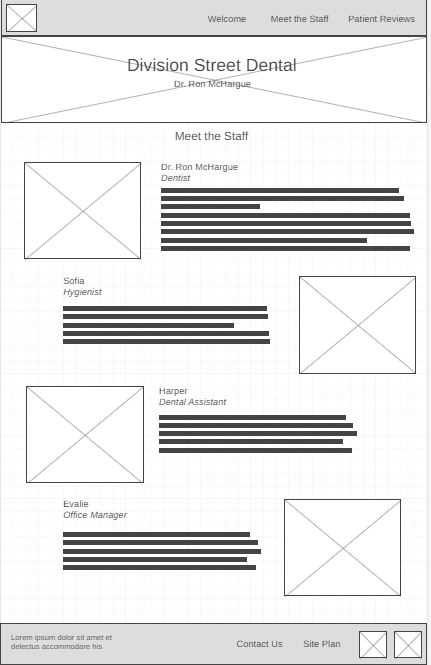 Welcome
Meet the Staff
Patient Reviews
Division Street Dental
Dr. Ron McHargue
Meet the Staff
Dr. Ron McHargue
Dentist
Sofia
Hygienist
Harper
Dental Assistant
Evalie
Office Manager
Lorem ipsum dolor sit amet et
delectus accommodare his
Contact Us
Site Plan